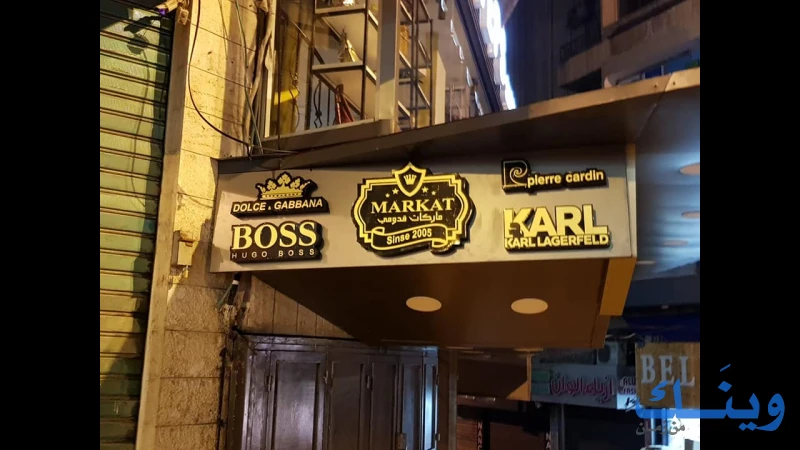 DOLCE & GABBANA
BOSS
HUGO BOSS
MARKAT
ماركات قدومي
Sinse 2005
pierre cardin
KARL
KARL LAGERFELD
BEL
وينك